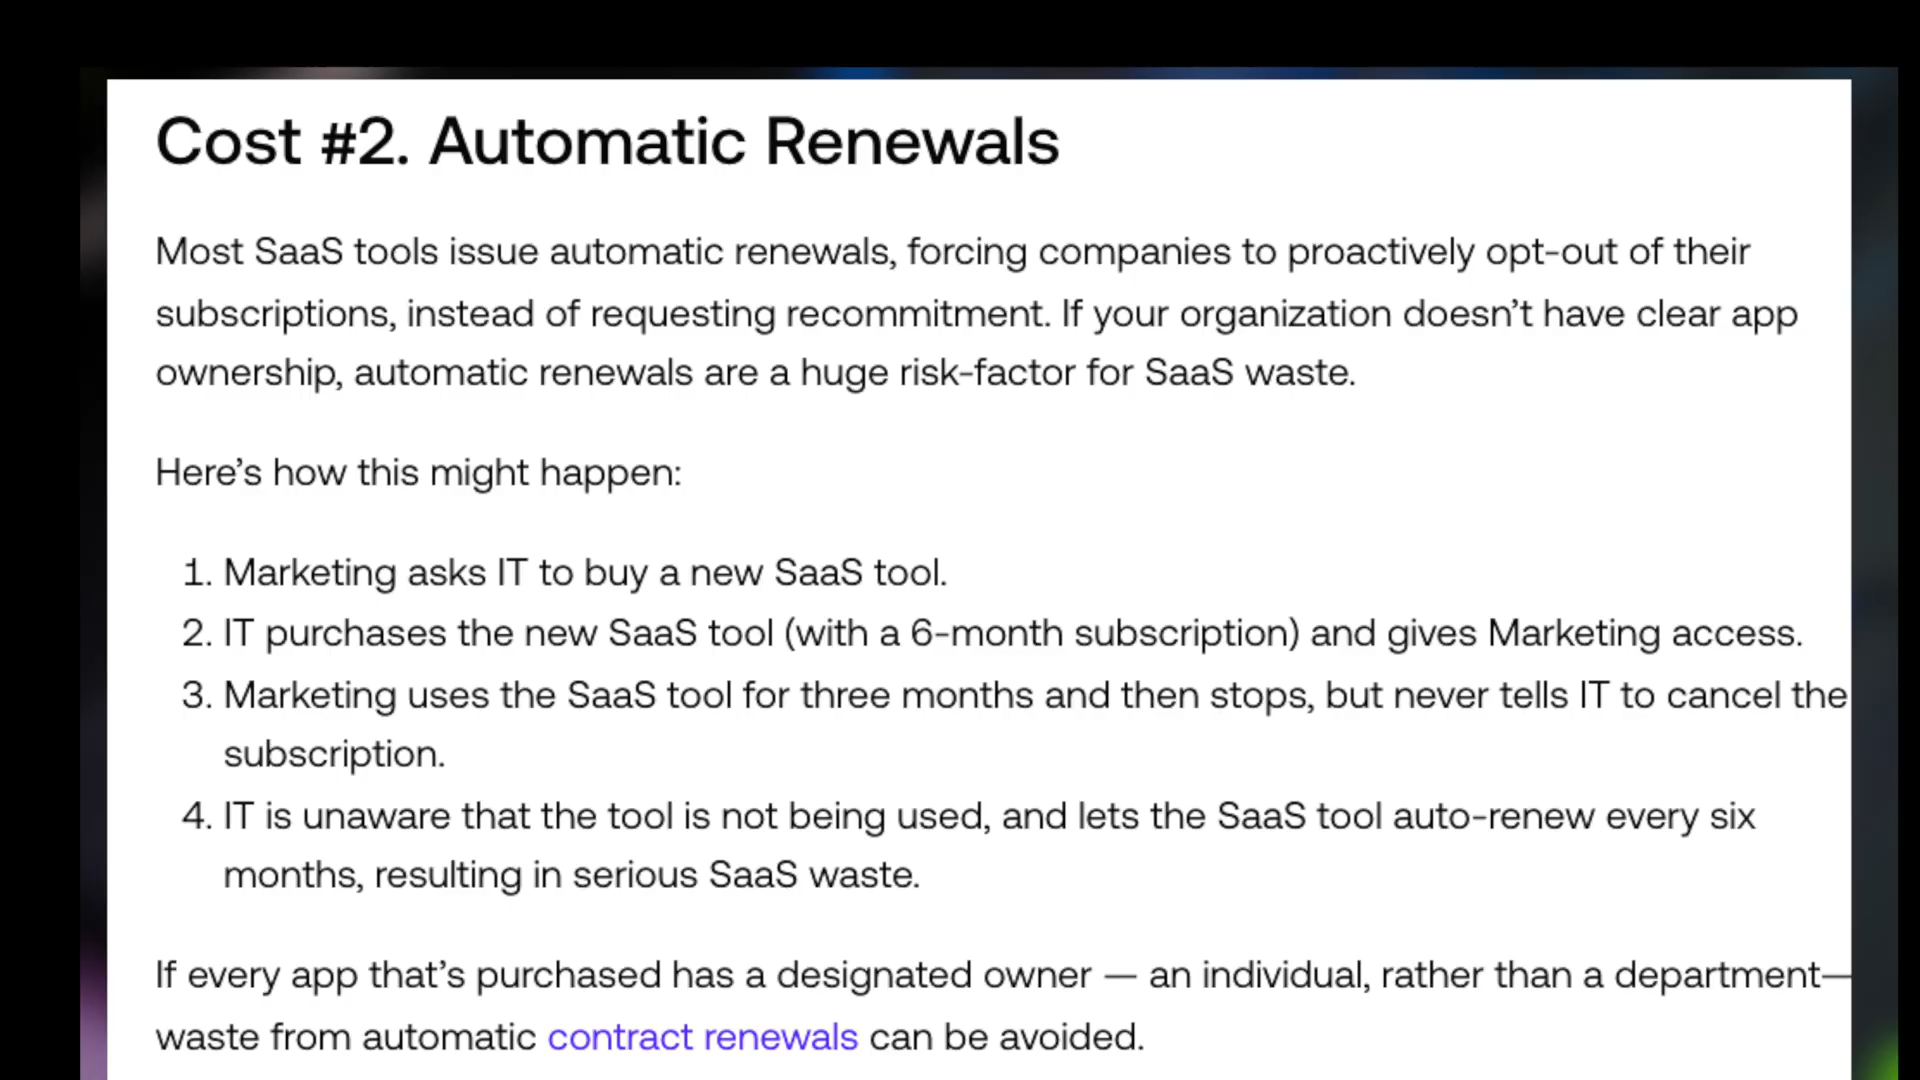 Cost #2. Automatic Renewals
Most SaaS tools issue automatic renewals, forcing companies to proactively opt-out of their
subscriptions, instead of requesting recommitment. If your organization doesn’t have clear app
ownership, automatic renewals are a huge risk-factor for SaaS waste.
Here’s how this might happen:
1. Marketing asks IT to buy a new SaaS tool.
2. IT purchases the new SaaS tool (with a 6-month subscription) and gives Marketing access.
3. Marketing uses the SaaS tool for three months and then stops, but never tells IT to cancel the
subscription.
4. IT is unaware that the tool is not being used, and lets the SaaS tool auto-renew every six
months, resulting in serious SaaS waste.
If every app that’s purchased has a designated owner — an individual, rather than a department—
waste from automatic contract renewals can be avoided.